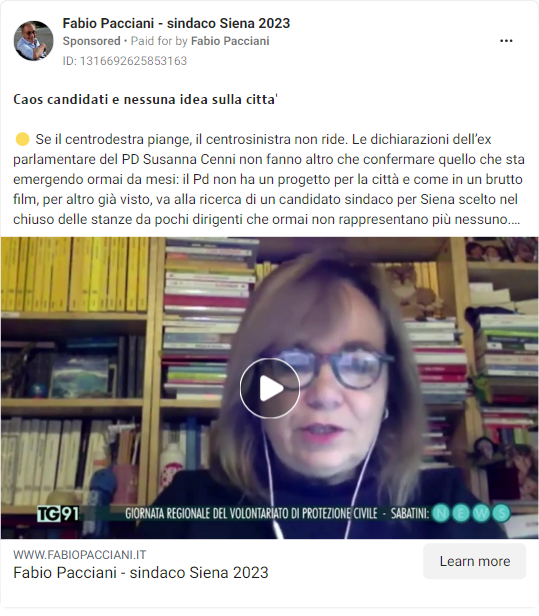 Fabio Pacciani - sindaco Siena 2023
Sponsored • Paid for by Fabio Pacciani
ID: 1316692625853163
Caos candidati e nessuna idea sulla citta'
🟡 Se il centrodestra piange, il centrosinistra non ride. Le dichiarazioni dell'ex
parlamentare del PD Susanna Cenni non fanno altro che confermare quello che sta
emergendo ormai da mesi: il Pd non ha un progetto per la città e come in un brutto
film, per altro già visto, va alla ricerca di un candidato sindaco per Siena scelto nel
chiuso delle stanze da pochi dirigenti che ormai non rappresentano più nessuno....
TG91 GIORNATA REGIONALE DEL VOLONTARIATO DI PROTEZIONE CIVILE - SABATINI: NEWS
WWW.FABIOPACCIANI.IT
Fabio Pacciani - sindaco Siena 2023
Learn more